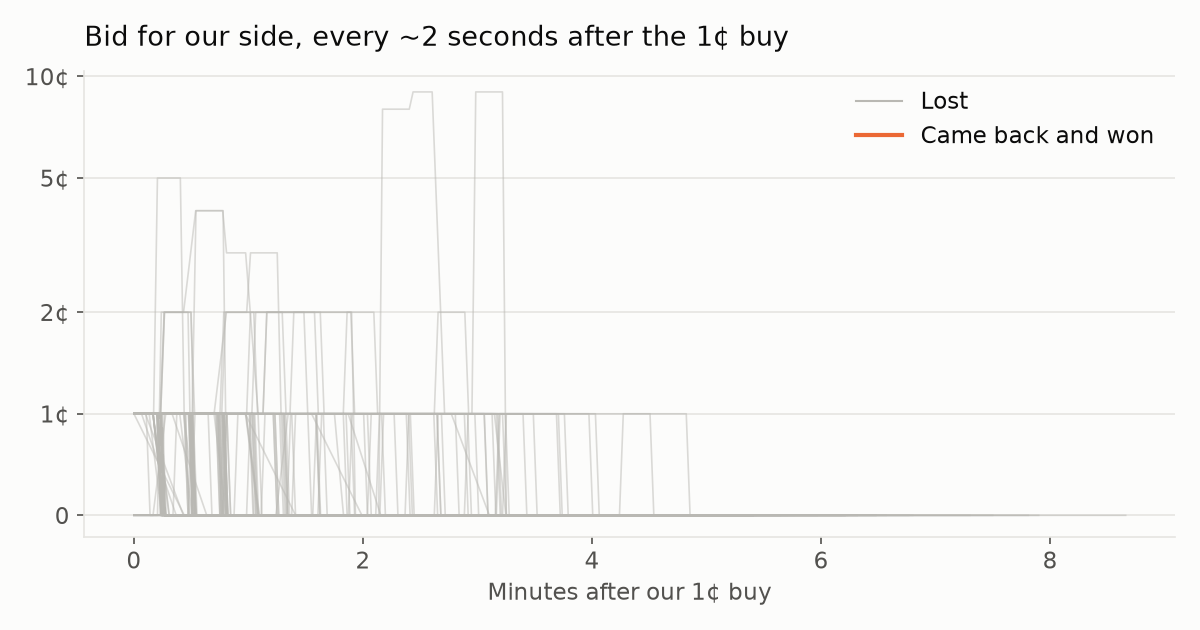 Bid for our side, every ~2 seconds after the 1¢ buy
10¢
5¢
2¢
1¢
0
Lost
Came back and won
0 2 4 6 8
Minutes after our 1¢ buy